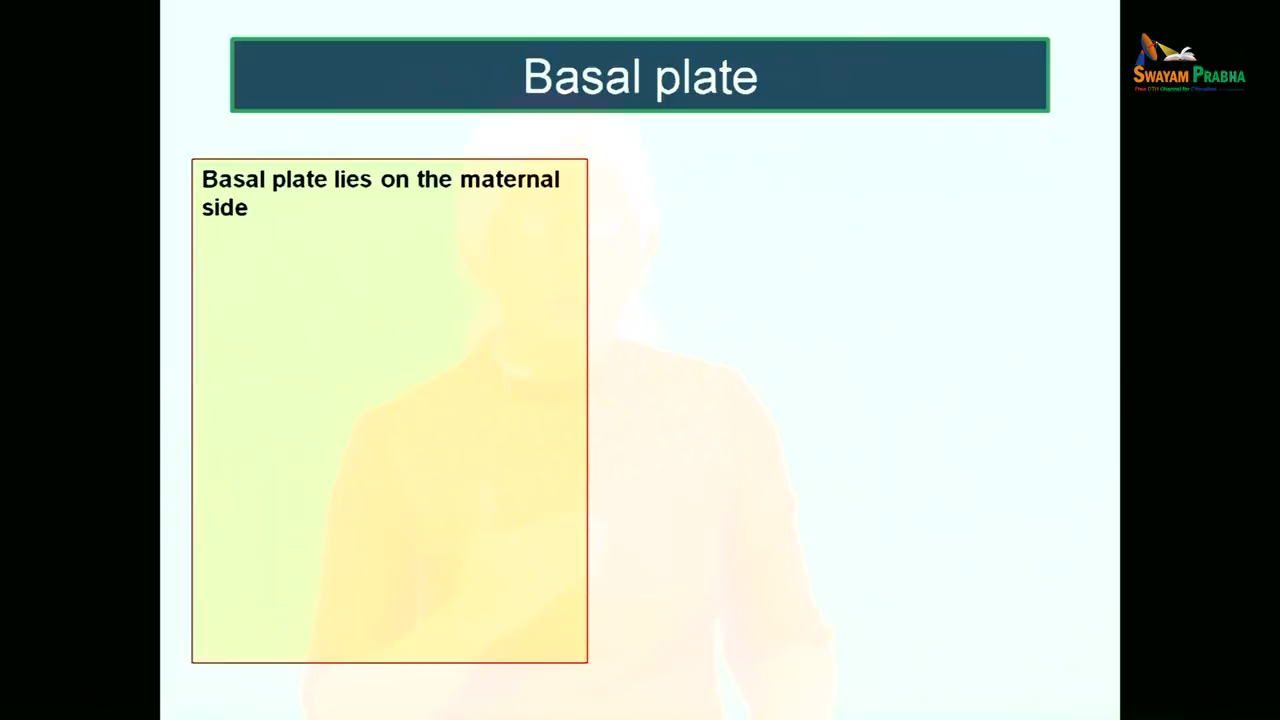 Basal plate
SWAYAM PRABHA
Basal plate lies on the maternal
side